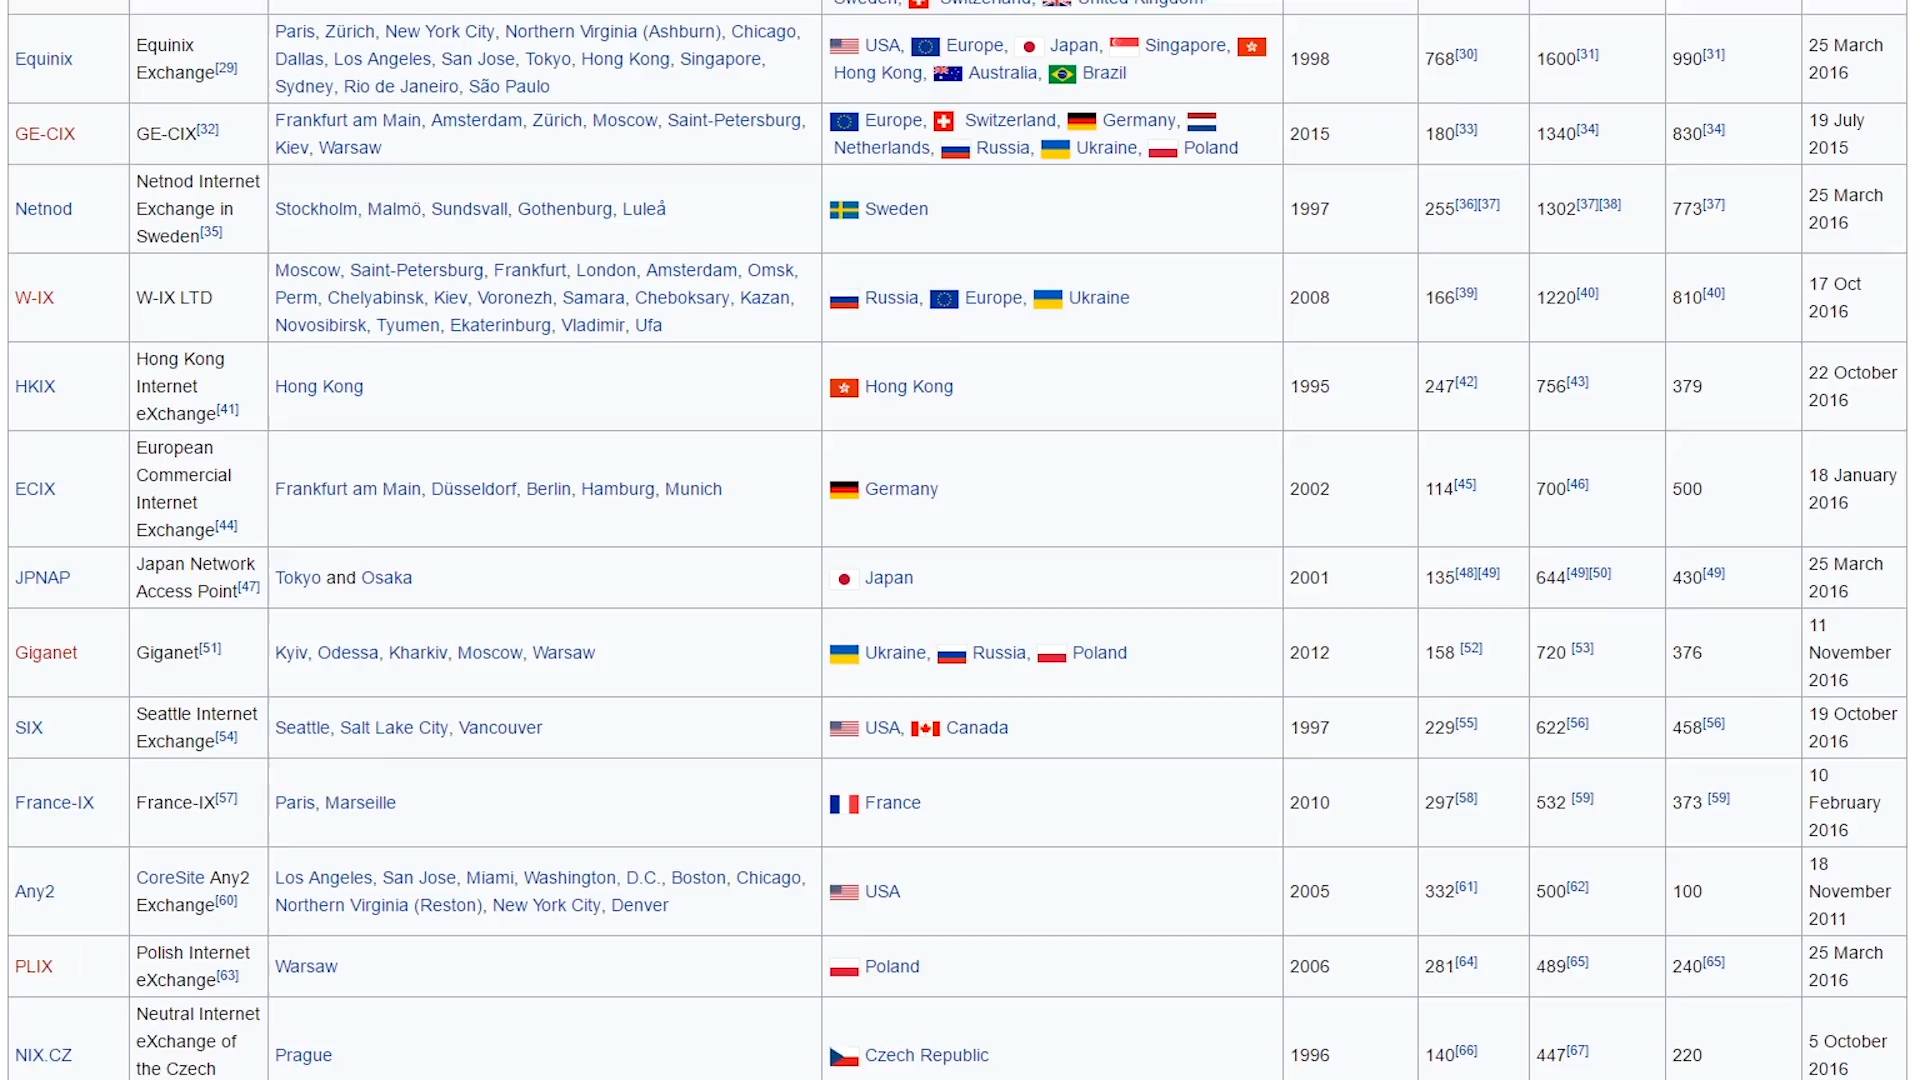 Sweden, Switzerland, United Kingdom
Equinix
Equinix
Exchange[29]
Paris, Zürich, New York City, Northern Virginia (Ashburn), Chicago,
Dallas, Los Angeles, San Jose, Tokyo, Hong Kong, Singapore,
Sydney, Rio de Janeiro, São Paulo
USA, Europe, Japan, Singapore,
Hong Kong, Australia, Brazil
1998
768[30]
1600[31]
990[31]
25 March
2016
GE-CIX
GE-CIX[32]
Frankfurt am Main, Amsterdam, Zürich, Moscow, Saint-Petersburg,
Kiev, Warsaw
Europe, Switzerland, Germany,
Netherlands, Russia, Ukraine, Poland
2015
180[33]
1340[34]
830[34]
19 July
2015
Netnod
Netnod Internet
Exchange in
Sweden[35]
Stockholm, Malmö, Sundsvall, Gothenburg, Luleå
Sweden
1997
255[36][37]
1302[37][38]
773[37]
25 March
2016
W-IX
W-IX LTD
Moscow, Saint-Petersburg, Frankfurt, London, Amsterdam, Omsk,
Perm, Chelyabinsk, Kiev, Voronezh, Samara, Cheboksary, Kazan,
Novosibirsk, Tyumen, Ekaterinburg, Vladimir, Ufa
Russia, Europe, Ukraine
2008
166[39]
1220[40]
810[40]
17 Oct
2016
HKIX
Hong Kong
Internet
eXchange[41]
Hong Kong
Hong Kong
1995
247[42]
756[43]
379
22 October
2016
ECIX
European
Commercial
Internet
Exchange[44]
Frankfurt am Main, Düsseldorf, Berlin, Hamburg, Munich
Germany
2002
114[45]
700[46]
500
18 January
2016
JPNAP
Japan Network
Access Point[47]
Tokyo and Osaka
Japan
2001
135[48][49]
644[49][50]
430[49]
25 March
2016
Giganet
Giganet[51]
Kyiv, Odessa, Kharkiv, Moscow, Warsaw
Ukraine, Russia, Poland
2012
158 [52]
720 [53]
376
11
November
2016
SIX
Seattle Internet
Exchange[54]
Seattle, Salt Lake City, Vancouver
USA, Canada
1997
229[55]
622[56]
458[56]
19 October
2016
France-IX
France-IX[57]
Paris, Marseille
France
2010
297[58]
532 [59]
373 [59]
10
February
2016
Any2
CoreSite Any2
Exchange[60]
Los Angeles, San Jose, Miami, Washington, D.C., Boston, Chicago,
Northern Virginia (Reston), New York City, Denver
USA
2005
332[61]
500[62]
100
18
November
2011
PLIX
Polish Internet
eXchange[63]
Warsaw
Poland
2006
281[64]
489[65]
240[65]
25 March
2016
NIX.CZ
Neutral Internet
eXchange of
the Czech
Prague
Czech Republic
1996
140[66]
447[67]
220
5 October
2016